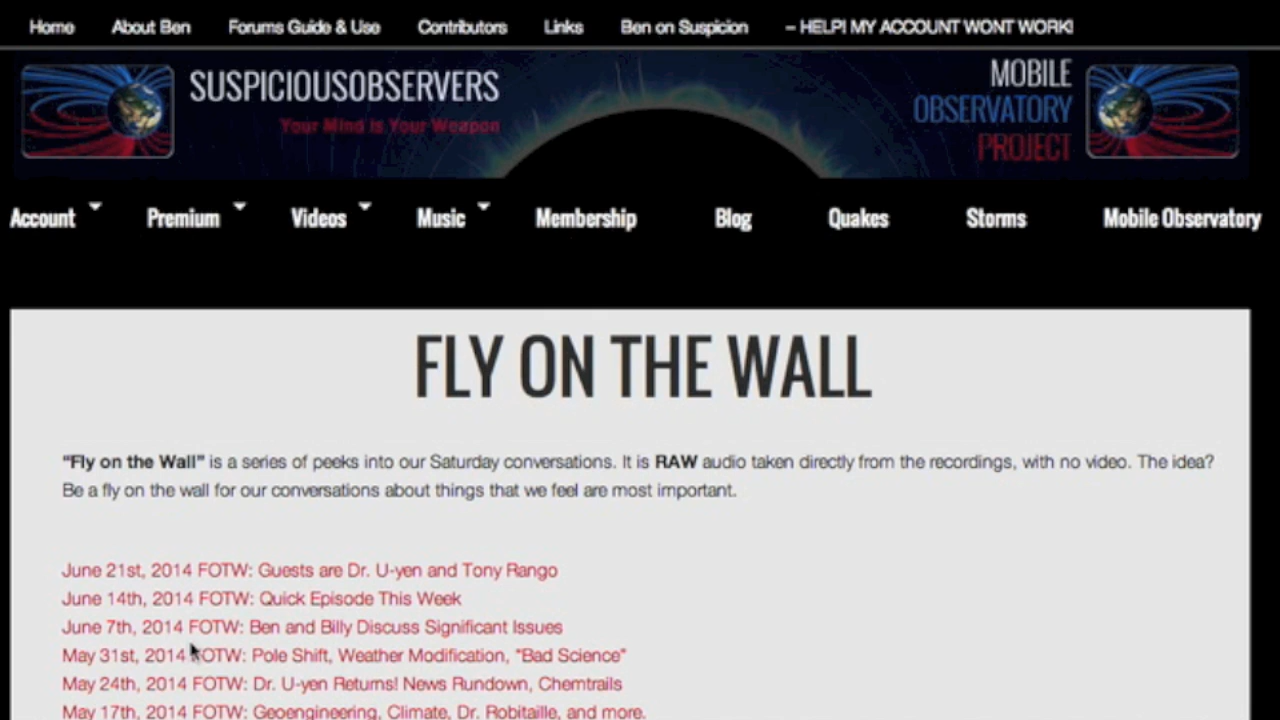 Home About Ben Forums Guide & Use Contributors Links Ben on Suspicion – HELP! MY ACCOUNT WONT WORK!
SUSPICIOUSOBSERVERS
Your Mind is Your Weapon
MOBILE
OBSERVATORY
PROJECT
Account Premium Videos Music Membership Blog Quakes Storms Mobile Observatory
FLY ON THE WALL
“Fly on the Wall” is a series of peeks into our Saturday conversations. It is RAW audio taken directly from the recordings, with no video. The idea?
Be a fly on the wall for our conversations about things that we feel are most important.
June 21st, 2014 FOTW: Guests are Dr. U-yen and Tony Rango
June 14th, 2014 FOTW: Quick Episode This Week
June 7th, 2014 FOTW: Ben and Billy Discuss Significant Issues
May 31st, 2014 FOTW: Pole Shift, Weather Modification, "Bad Science"
May 24th, 2014 FOTW: Dr. U-yen Returns! News Rundown, Chemtrails
May 17th, 2014 FOTW: Geoengineering, Climate, Dr. Robitaille, and more.